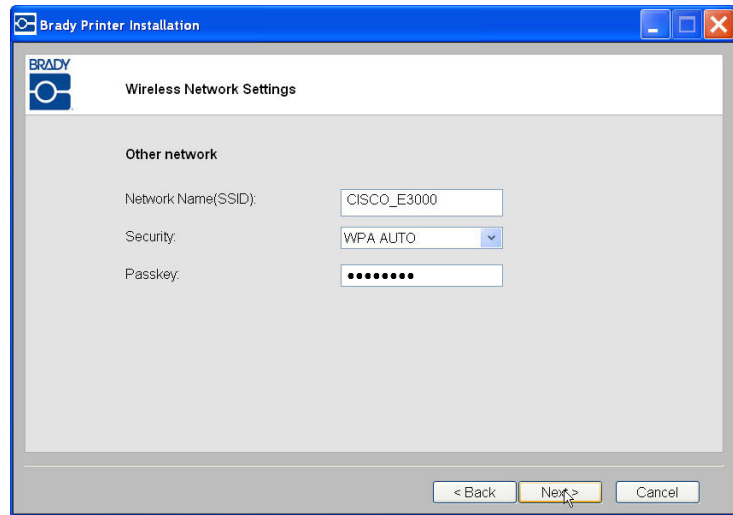 Brady Printer Installation
BRADY
Wireless Network Settings
Other network
Network Name(SSID): CISCO_E3000
Security: WPA AUTO
Passkey: ••••••••
< Back Next > Cancel